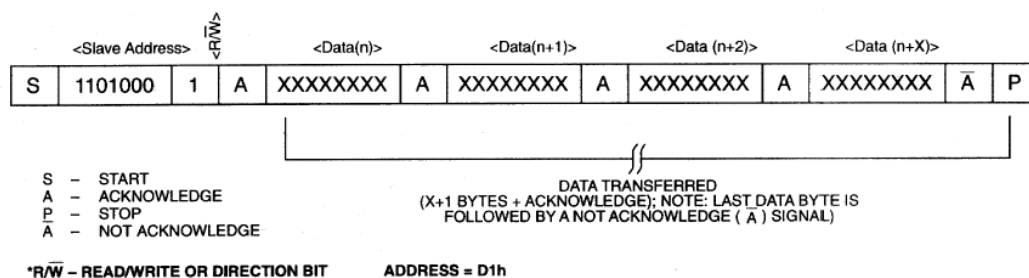 <R/W̅>
<Slave Address> <Data(n)> <Data(n+1)> <Data (n+2)> <Data (n+X)>
S 1101000 1 A XXXXXXXX A XXXXXXXX A XXXXXXXX A XXXXXXXX A̅ P
S – START
A – ACKNOWLEDGE
P – STOP
A̅ – NOT ACKNOWLEDGE
DATA TRANSFERRED
(X+1 BYTES + ACKNOWLEDGE); NOTE: LAST DATA BYTE IS
FOLLOWED BY A NOT ACKNOWLEDGE ( A̅ ) SIGNAL)
*R/W̅ – READ/WRITE OR DIRECTION BIT ADDRESS = D1h